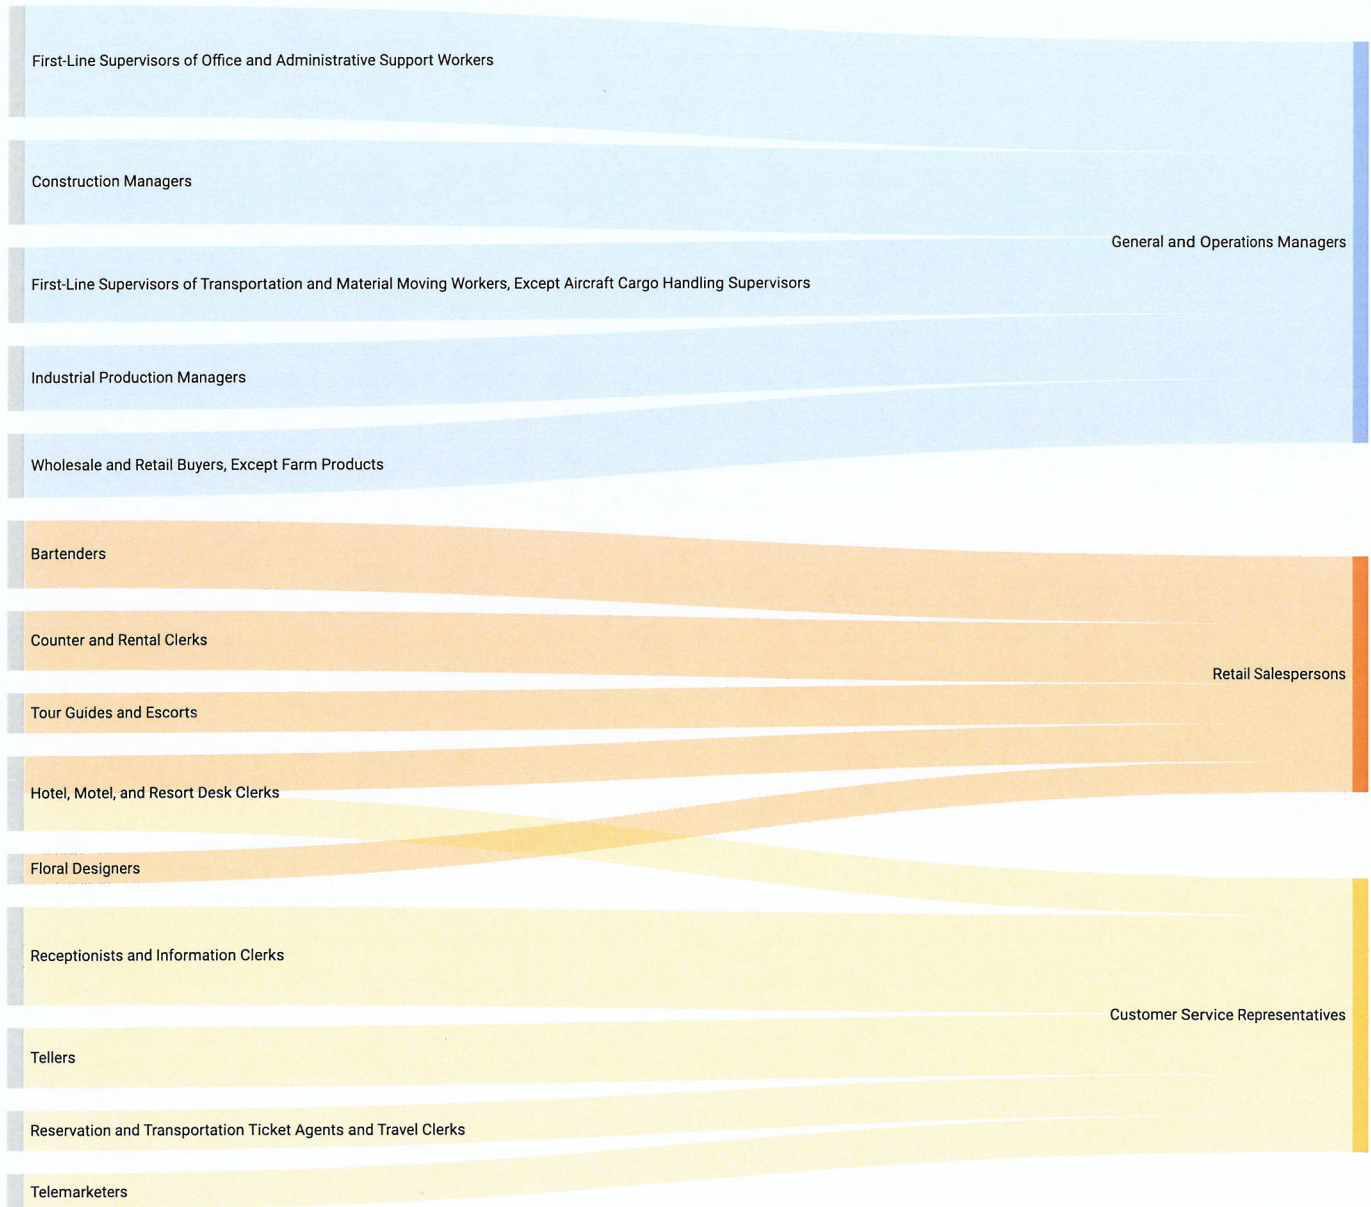 First-Line Supervisors of Office and Administrative Support Workers
Construction Managers
General and Operations Managers
First-Line Supervisors of Transportation and Material Moving Workers, Except Aircraft Cargo Handling Supervisors
Industrial Production Managers
Wholesale and Retail Buyers, Except Farm Products
Bartenders
Counter and Rental Clerks
Retail Salespersons
Tour Guides and Escorts
Hotel, Motel, and Resort Desk Clerks
Floral Designers
Receptionists and Information Clerks
Customer Service Representatives
Tellers
Reservation and Transportation Ticket Agents and Travel Clerks
Telemarketers